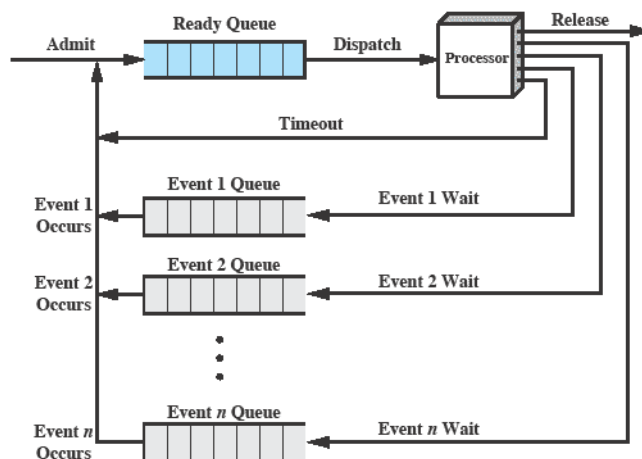 Ready Queue
Release
Admit
Dispatch
Processor
Timeout
Event 1 Queue
Event 1
Occurs
Event 1 Wait
Event 2 Queue
Event 2
Occurs
Event 2 Wait
Event n Queue
Event n
Occurs
Event n Wait